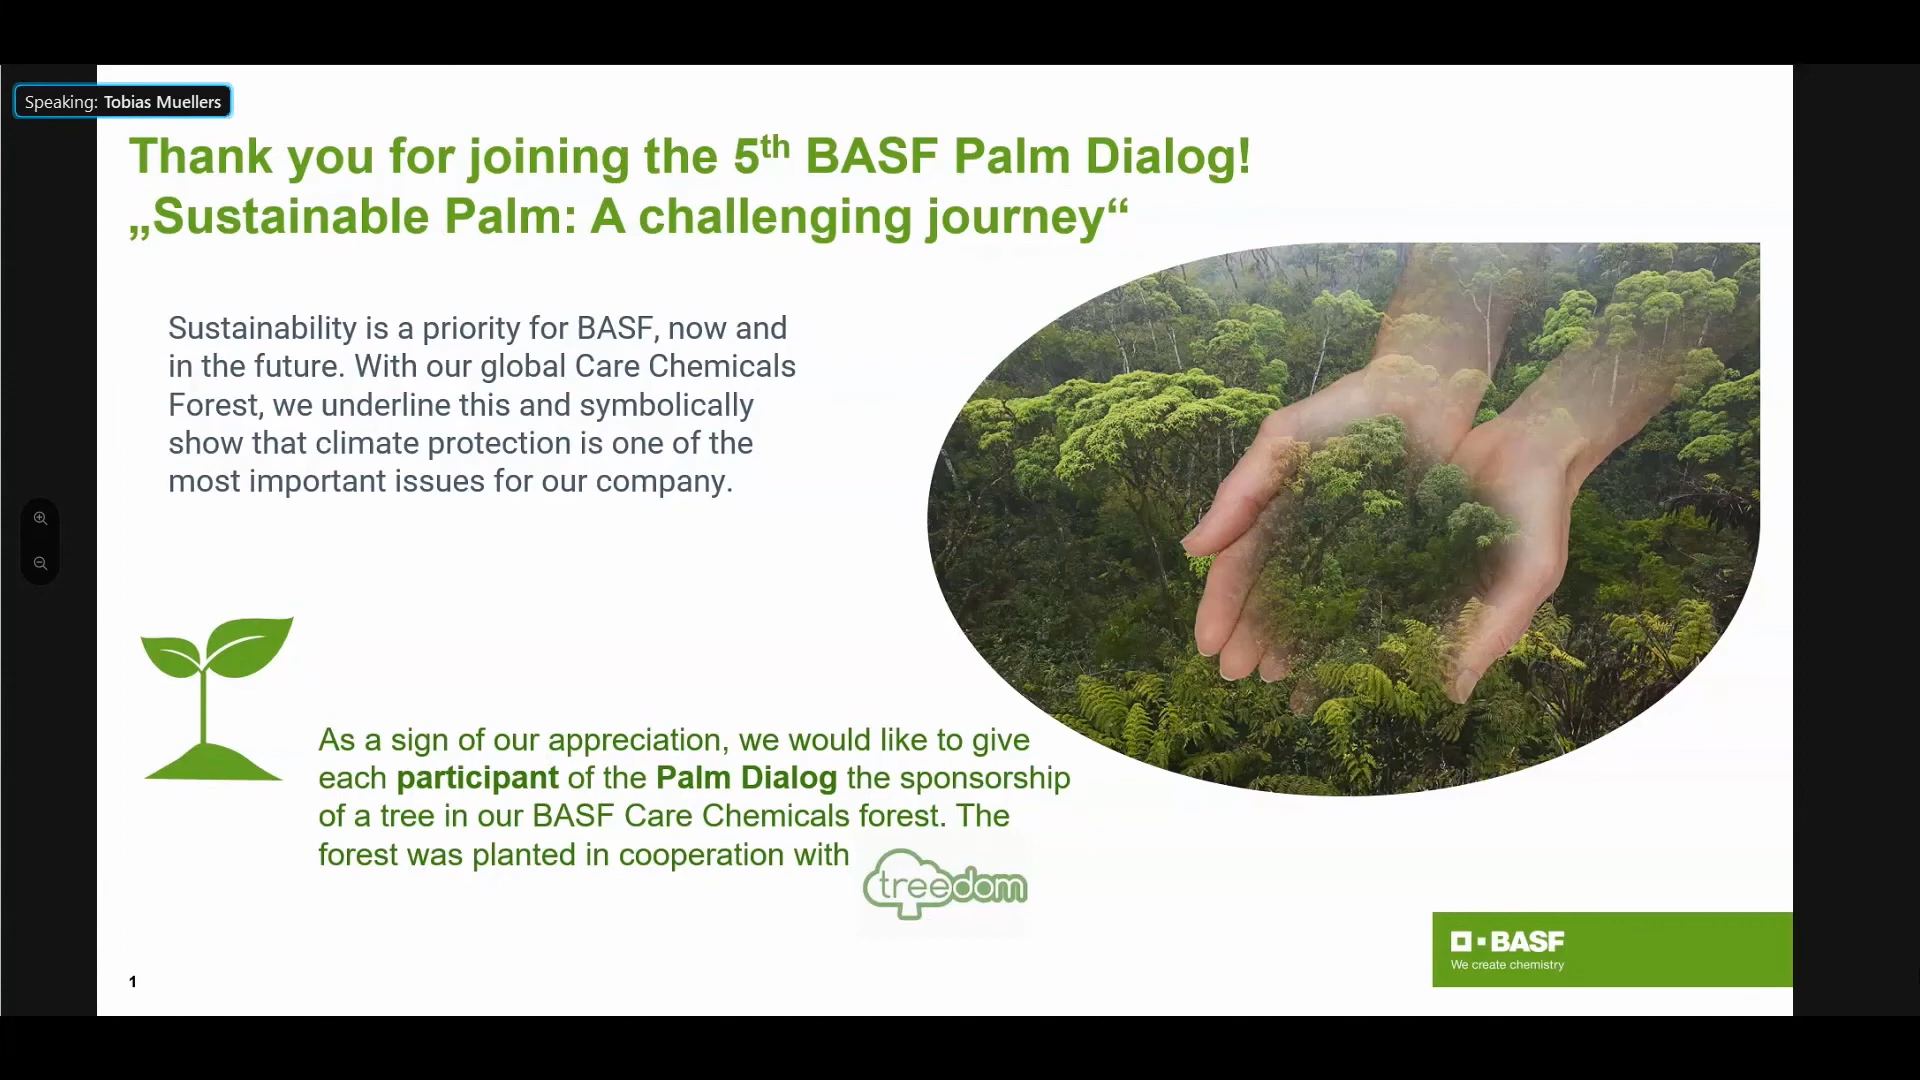 Speaking: Tobias Muellers
Thank you for joining the 5th BASF Palm Dialog!
„Sustainable Palm: A challenging journey“
Sustainability is a priority for BASF, now and
in the future. With our global Care Chemicals
Forest, we underline this and symbolically
show that climate protection is one of the
most important issues for our company.
As a sign of our appreciation, we would like to give
each participant of the Palm Dialog the sponsorship
of a tree in our BASF Care Chemicals forest. The
forest was planted in cooperation with
treedom
BASF
We create chemistry
1